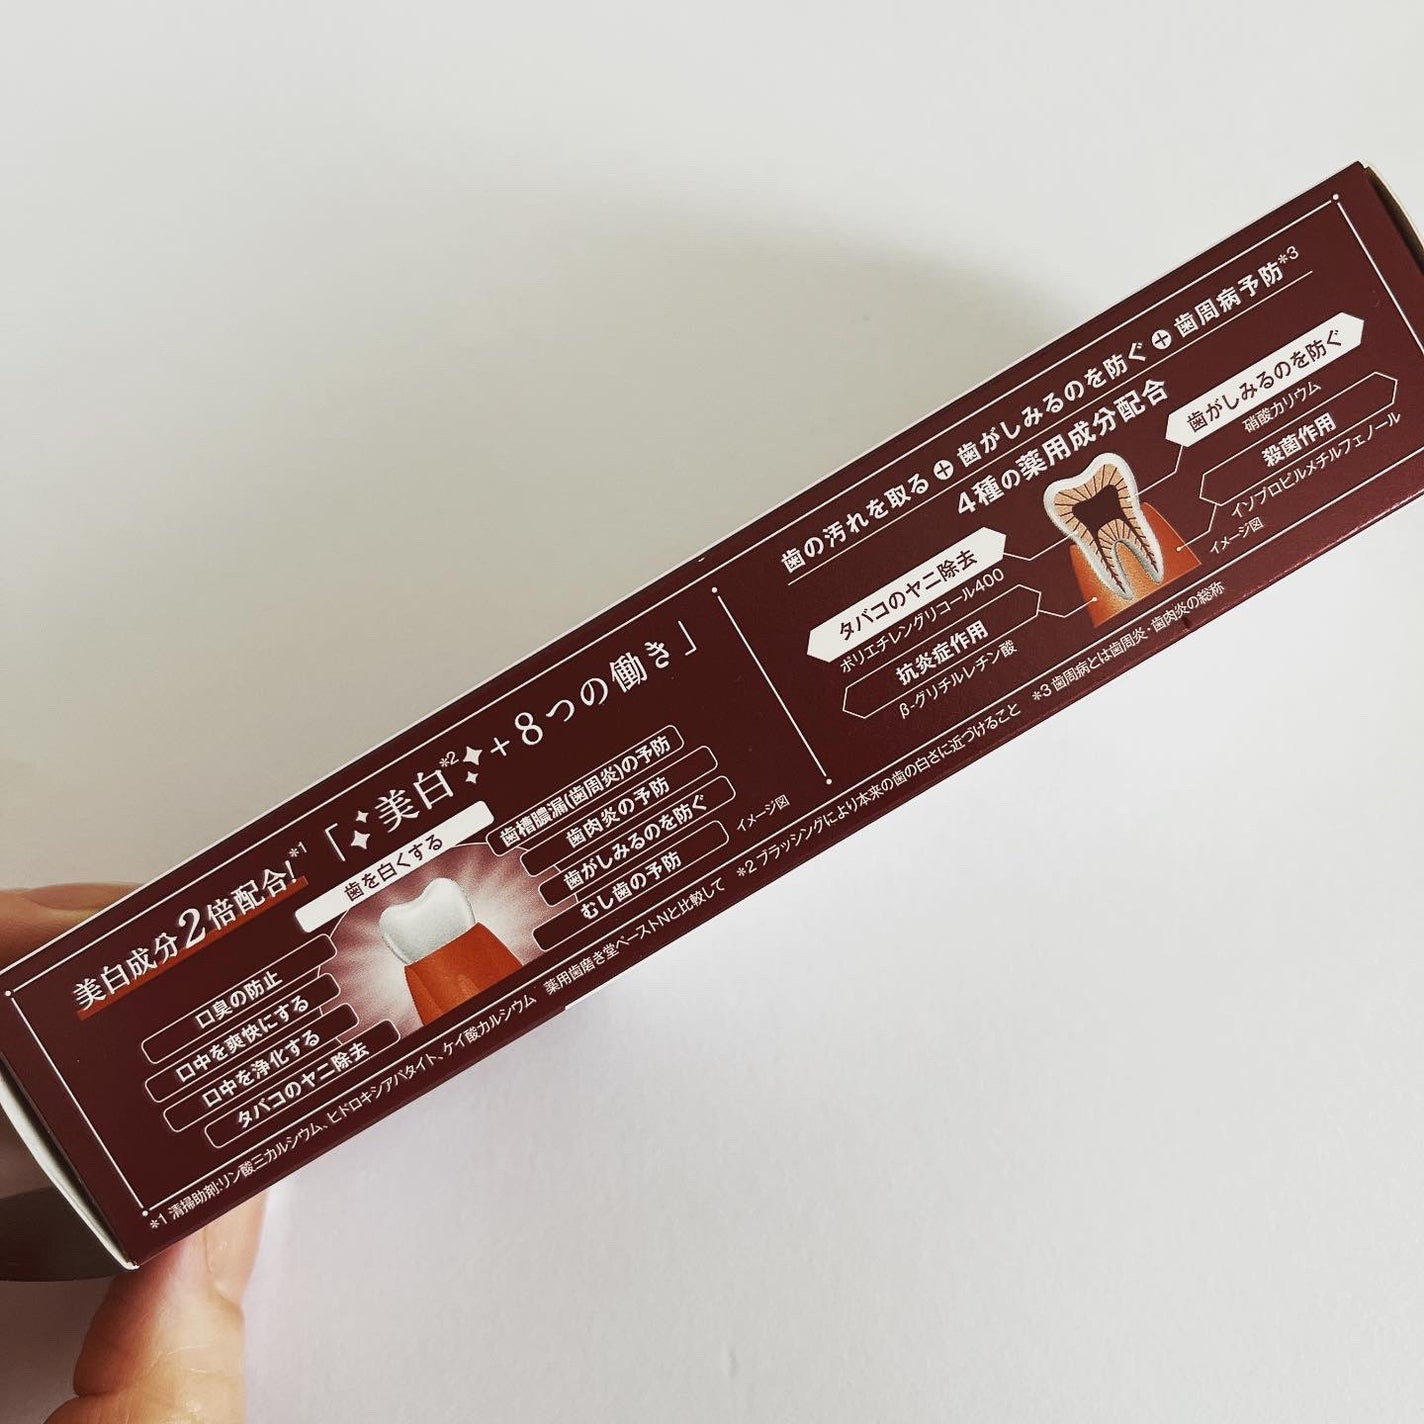 美白成分2倍配合!*1
「美白*2+8つの働き」
歯を白くする
口臭の防止
口中を爽快にする
口中を浄化する
タバコのヤニ除去
歯槽膿漏(歯周炎)の予防
歯肉炎の予防
歯がしみるのを防ぐ
むし歯の予防
イメージ図
歯の汚れを取る+歯がしみるのを防ぐ+歯周病予防*3
4種の薬用成分配合
タバコのヤニ除去
ポリエチレングリコール400
抗炎症作用
β-グリチルレチン酸
歯がしみるのを防ぐ
硝酸カリウム
殺菌作用
イソプロピルメチルフェノール
イメージ図
*1 清掃助剤:リン酸三カルシウム、ヒドロキシアパタイト、ケイ酸カルシウム 薬用歯磨き堂ペーストNと比較して *2 ブラッシングにより本来の歯の白さに近づけること *3 歯周病とは歯周炎・歯肉炎の総称